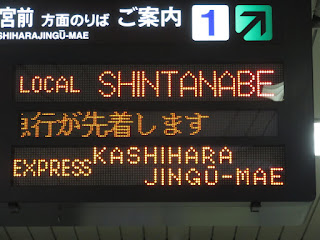 宮前 方面のりば ご案内 1
SHIHARAJINGŪ-MAE
LOCAL SHINTANABE
急行が先着します
EXPRESS KASHIHARA
JINGŪ-MAE